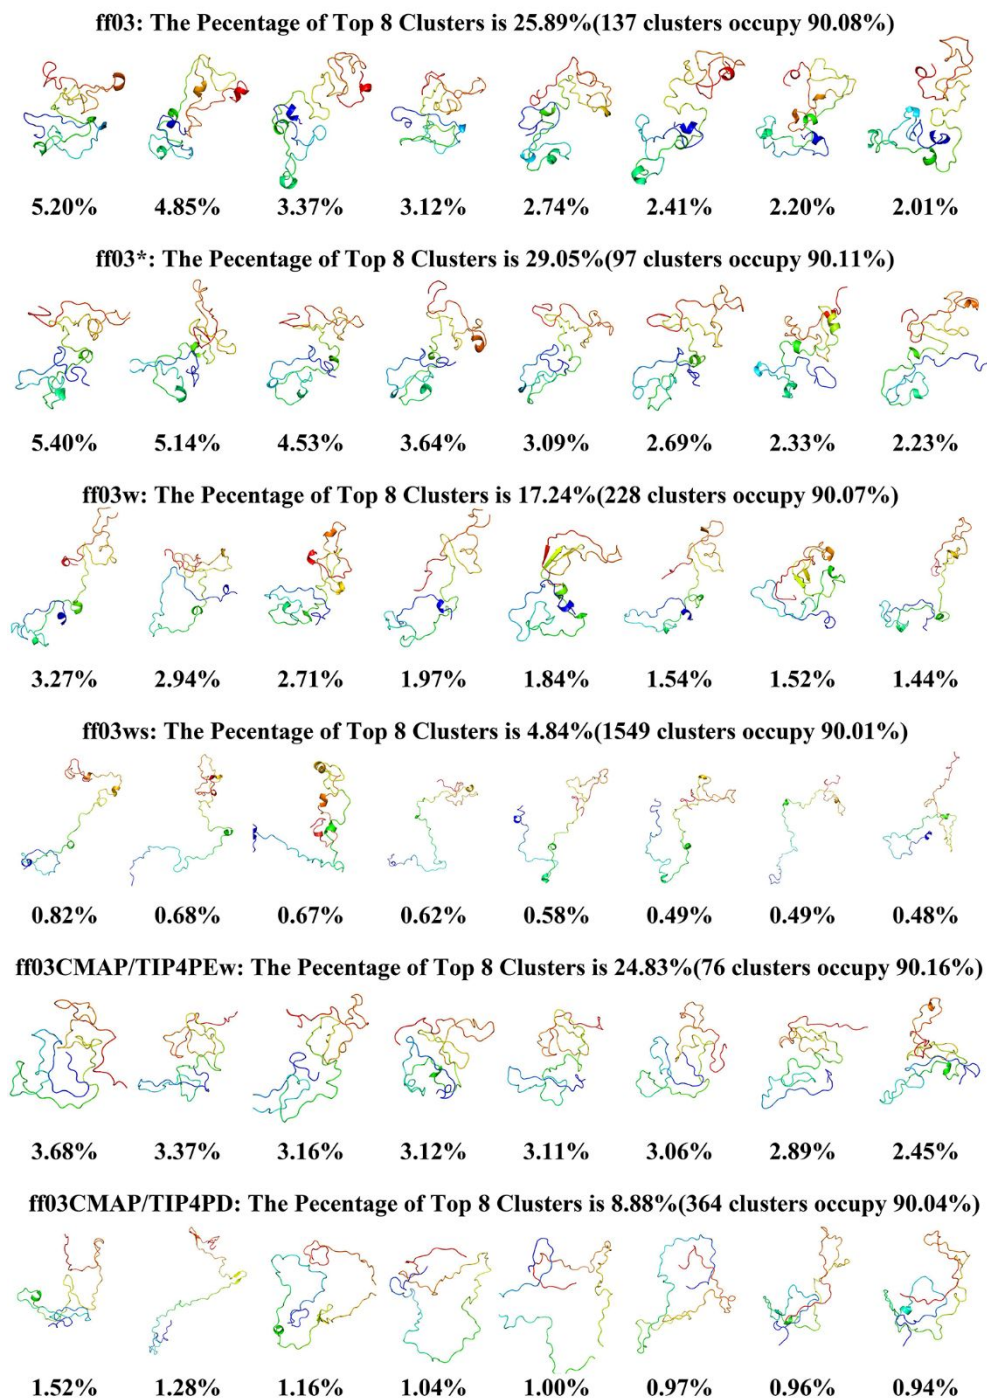 ff03: The Pecentage of Top 8 Clusters is 25.89%(137 clusters occupy 90.08%)
5.20% 4.85% 3.37% 3.12% 2.74% 2.41% 2.20% 2.01%
ff03*: The Pecentage of Top 8 Clusters is 29.05%(97 clusters occupy 90.11%)
5.40% 5.14% 4.53% 3.64% 3.09% 2.69% 2.33% 2.23%
ff03w: The Pecentage of Top 8 Clusters is 17.24%(228 clusters occupy 90.07%)
3.27% 2.94% 2.71% 1.97% 1.84% 1.54% 1.52% 1.44%
ff03ws: The Pecentage of Top 8 Clusters is 4.84%(1549 clusters occupy 90.01%)
0.82% 0.68% 0.67% 0.62% 0.58% 0.49% 0.49% 0.48%
ff03CMAP/TIP4PEw: The Pecentage of Top 8 Clusters is 24.83%(76 clusters occupy 90.16%)
3.68% 3.37% 3.16% 3.12% 3.11% 3.06% 2.89% 2.45%
ff03CMAP/TIP4PD: The Pecentage of Top 8 Clusters is 8.88%(364 clusters occupy 90.04%)
1.52% 1.28% 1.16% 1.04% 1.00% 0.97% 0.96% 0.94%